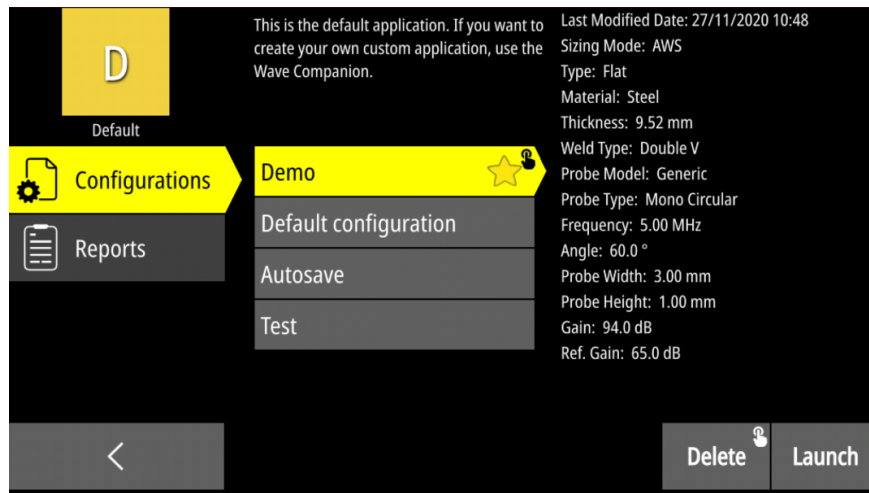 D
Default
Configurations
Reports
This is the default application. If you want to
create your own custom application, use the
Wave Companion.
Demo
Default configuration
Autosave
Test
Last Modified Date: 27/11/2020 10:48
Sizing Mode: AWS
Type: Flat
Material: Steel
Thickness: 9.52 mm
Weld Type: Double V
Probe Model: Generic
Probe Type: Mono Circular
Frequency: 5.00 MHz
Angle: 60.0 °
Probe Width: 3.00 mm
Probe Height: 1.00 mm
Gain: 94.0 dB
Ref. Gain: 65.0 dB
Delete
Launch